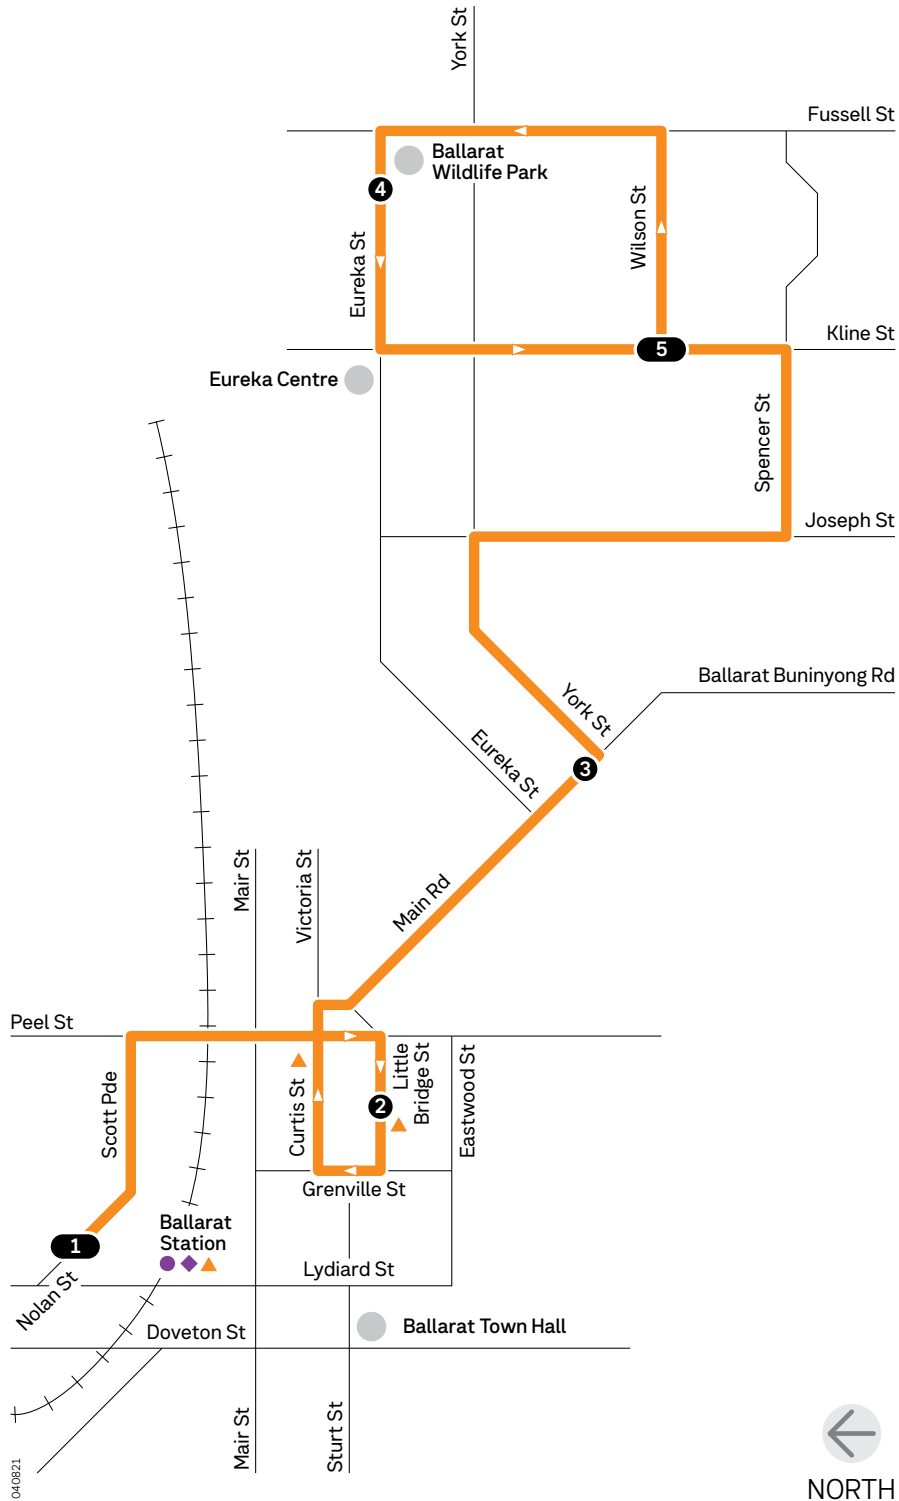 York St
Fussell St
Ballarat
Wildlife Park
4
Wilson St
Eureka St
Kline St
5
Eureka Centre
Spencer St
Joseph St
Ballarat Buninyong Rd
York St
Eureka St
3
Mair St
Victoria St
Main Rd
Peel St
Scott Pde
Curtis St
Little
Bridge St
Eastwood St
2
Grenville St
Ballarat
Station
1
Lydiard St
Nolan St
Ballarat Town Hall
Doveton St
Mair St
Sturt St
040821
NORTH